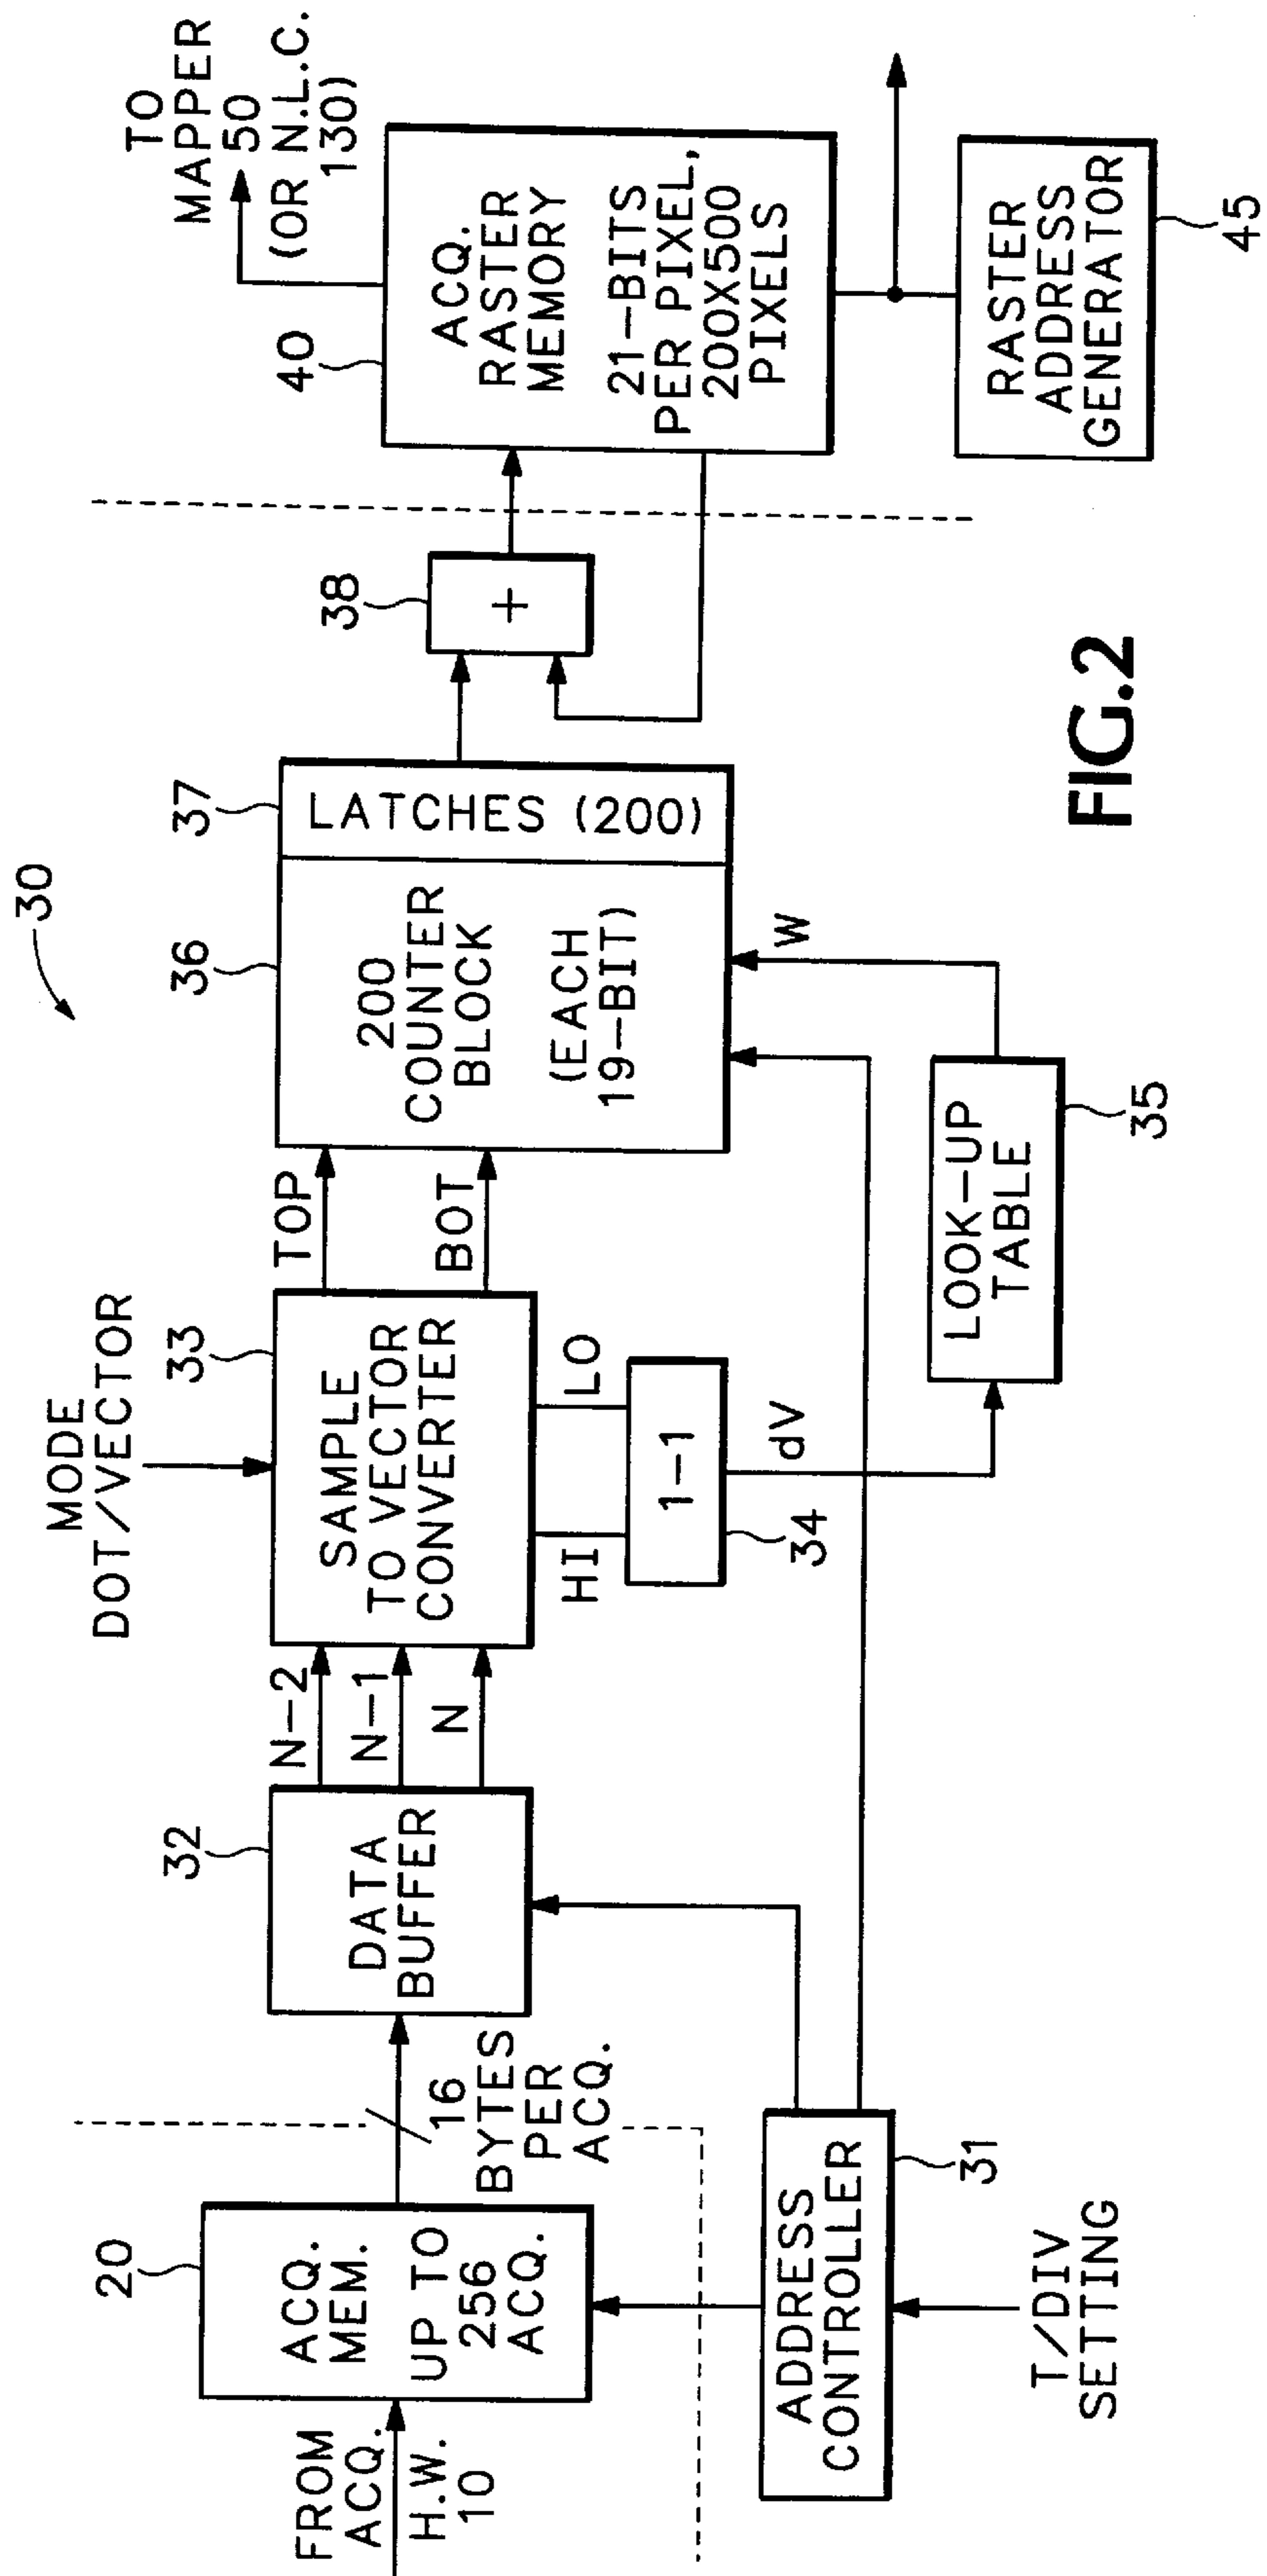 30
FROM
ACQ.
H.W.
10
20
ACQ.
MEM.
UP TO
256
ACQ.
16
BYTES
PER
ACQ.
ADDRESS
CONTROLLER
31
T/DIV
SETTING
32
DATA
BUFFER
N-2
N-1
N
MODE
DOT/VECTOR
33
SAMPLE
TO VECTOR
CONVERTER
HI
LO
1-1
34
dV
TOP
BOT
LOOK-UP
TABLE
35
W
36
200
COUNTER
BLOCK
(EACH
19-BIT)
37
LATCHES (200)
38
+
40
ACQ.
RASTER
MEMORY
21-BITS
PER PIXEL,
200X500
PIXELS
TO
MAPPER
50
(OR N.L.C.
130)
RASTER
ADDRESS
GENERATOR
45
FIG.2